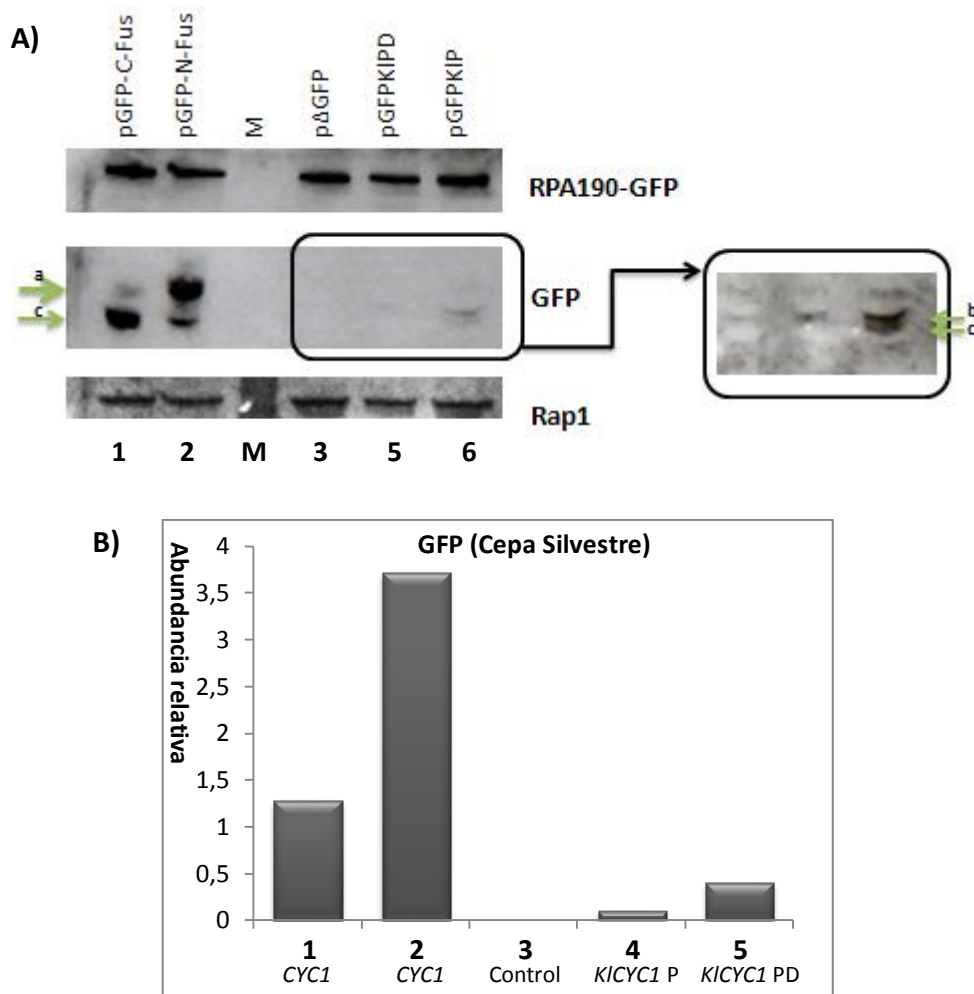 A)
pGFP-C-Fus
pGFP-N-Fus
M
pΔGFP
pGFPKlPD
pGFPKlP
RPA190-GFP
a
c
GFP
b
c
Rap1
1 2 M 3 5 6
B)
GFP (Cepa Silvestre)
Abundancia relativa
4
3,5
3
2,5
2
1,5
1
0,5
0
1 2 3 4 5
CYC1 CYC1 Control KlCYC1 P KlCYC1 PD